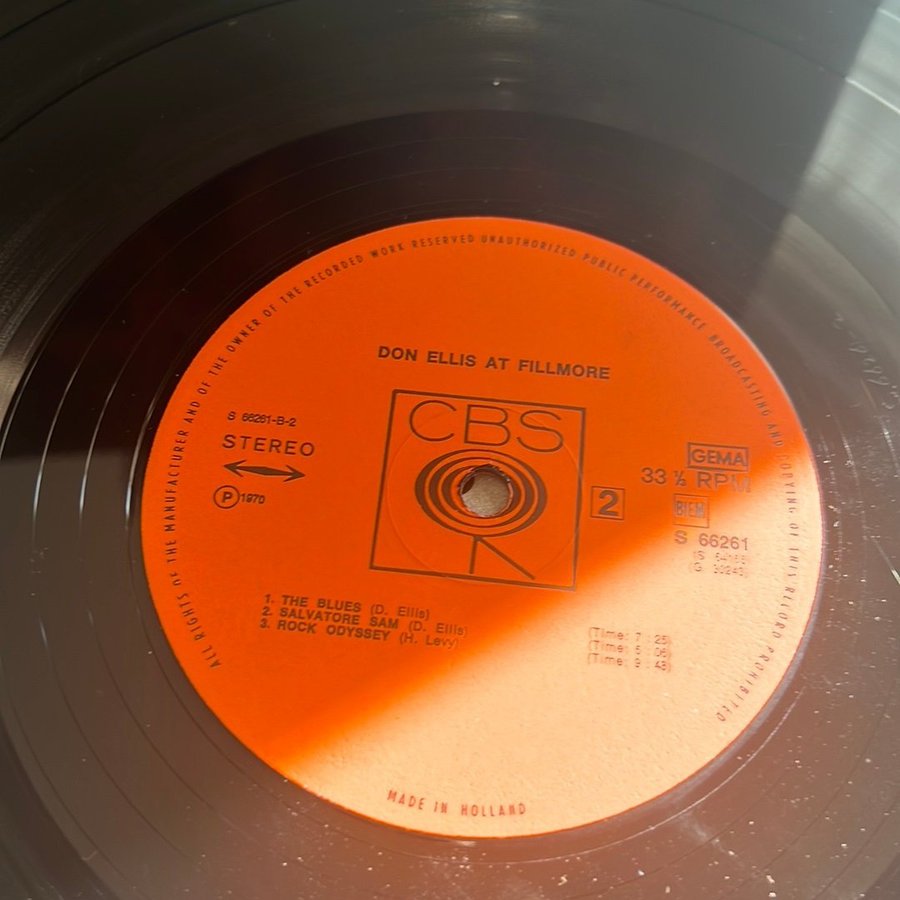 ALL RIGHTS OF THE MANUFACTURER AND OF THE OWNER OF THE RECORDED WORK RESERVED UNAUTHORIZED PUBLIC PERFORMANCE BROADCASTING AND COPYING OF THIS RECORD PROHIBITED
DON ELLIS AT FILLMORE
CBS
S 66261-B-2
STEREO
GEMA
33 ⅓ RPM
2
BIEM
Ⓟ 1970
S 66261
1. THE BLUES (D. Ellis)
2. SALVATORE SAM (D. Ellis)
3. ROCK ODYSSEY (H. Levy)
(Time: 7 : 25)
(Time: 5 : 06)
(Time: 9 : 43)
MADE IN HOLLAND